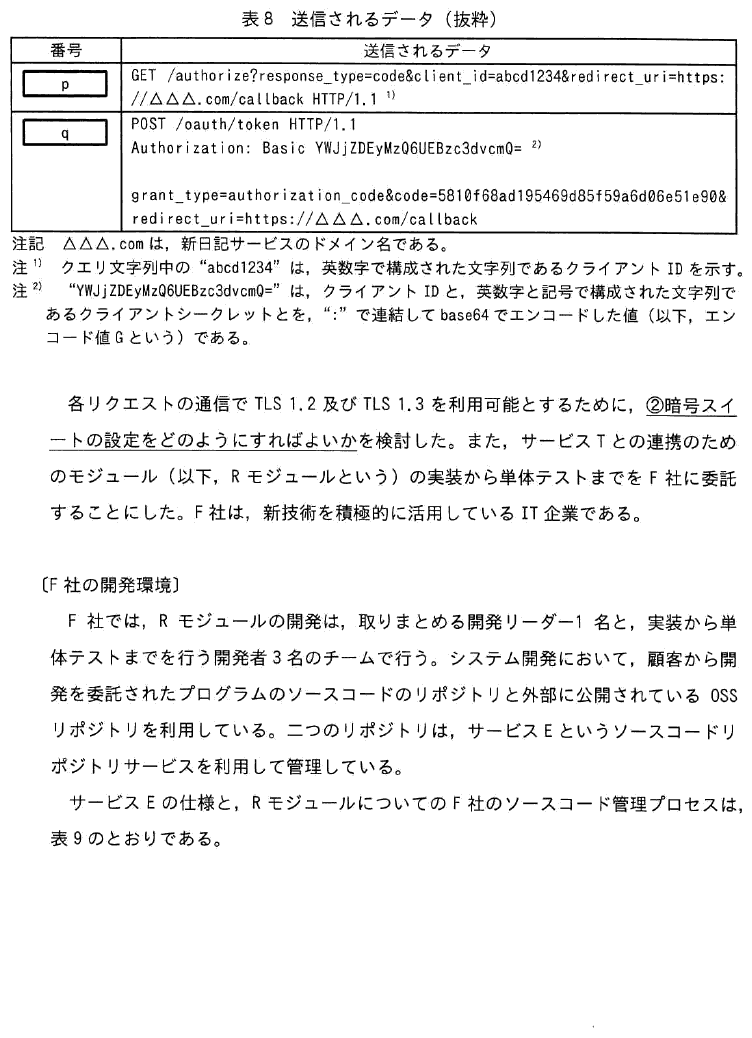 表8 送信されるデータ（抜粋）
番号 送信されるデータ
p GET /authorize?response_type=code&client_id=abcd1234&redirect_uri=https:
//△△△.com/callback HTTP/1.1 1)
q POST /oauth/token HTTP/1.1
Authorization: Basic YWJjZDEyMzQ6UEBzc3dvcmQ= 2)
grant_type=authorization_code&code=5810f68ad195469d85f59a6d06e51e90&
redirect_uri=https://△△△.com/callback
注記 △△△.com は，新日記サービスのドメイン名である。
注1) クエリ文字列中の“abcd1234”は，英数字で構成された文字列であるクライアント ID を示す。
注2) “YWJjZDEyMzQ6UEBzc3dvcmQ=”は，クライアント ID と，英数字と記号で構成された文字列で
あるクライアントシークレットとを，“:”で連結して base64 でエンコードした値（以下，エン
コード値 G という）である。
各リクエストの通信で TLS 1.2 及び TLS 1.3 を利用可能とするために，②暗号スイ
ートの設定をどのようにすればよいかを検討した。また，サービス T との連携のため
のモジュール（以下，R モジュールという）の実装から単体テストまでを F 社に委託
することにした。F 社は，新技術を積極的に活用している IT 企業である。
〔F 社の開発環境〕
F 社では，R モジュールの開発は，取りまとめる開発リーダー1 名と，実装から単
体テストまでを行う開発者 3 名のチームで行う。システム開発において，顧客から開
発を委託されたプログラムのソースコードのリポジトリと外部に公開されている OSS
リポジトリを利用している。二つのリポジトリは，サービス E というソースコードリ
ポジトリサービスを利用して管理している。
サービス E の仕様と，R モジュールについての F 社のソースコード管理プロセスは，
表 9 のとおりである。